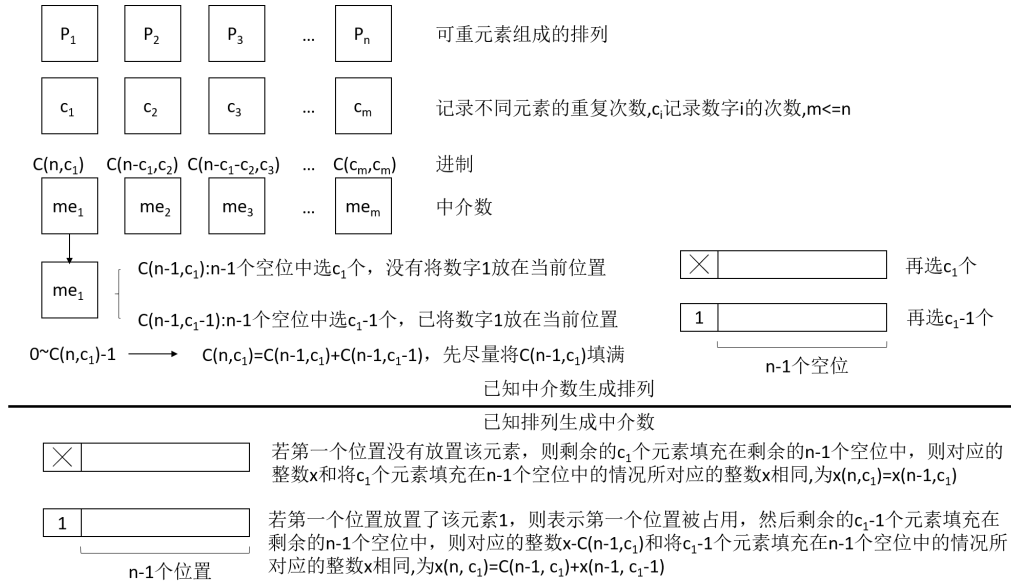 P₁ P₂ P₃ ... Pₙ 可重元素组成的排列
c₁ c₂ c₃ ... cₘ 记录不同元素的重复次数,cᵢ记录数字i的次数,m<=n
C(n,c₁) C(n-c₁,c₂) C(n-c₁-c₂,c₃) ... C(cₘ,cₘ) 进制
me₁ me₂ me₃ ... meₘ 中介数
me₁
C(n-1,c₁):n-1个空位中选c₁个，没有将数字1放在当前位置
再选c₁个
C(n-1,c₁-1):n-1个空位中选c₁-1个，已将数字1放在当前位置
1 再选c₁-1个
0~C(n,c₁)-1 C(n,c₁)=C(n-1,c₁)+C(n-1,c₁-1)，先尽量将C(n-1,c₁)填满
n-1个空位
已知中介数生成排列
已知排列生成中介数
若第一个位置没有放置该元素，则剩余的c₁个元素填充在剩余的n-1个空位中，则对应的
整数x和将c₁个元素填充在n-1个空位中的情况所对应的整数x相同,为x(n,c₁)=x(n-1,c₁)
1
若第一个位置放置了该元素1，则表示第一个位置被占用，然后剩余的c₁-1个元素填充在
剩余的n-1个空位中，则对应的整数x-C(n-1,c₁)和将c₁-1个元素填充在n-1个空位中的情况所
对应的整数x相同,为x(n, c₁)=C(n-1, c₁)+x(n-1, c₁-1)
n-1个位置